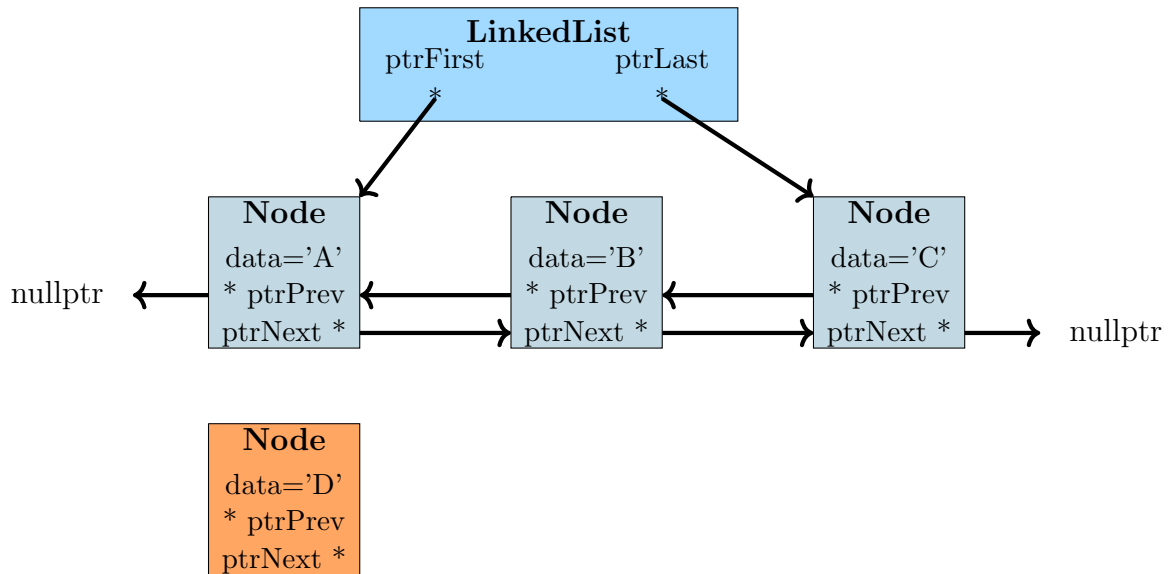 LinkedList
ptrFirst ptrLast
* *
Node Node Node
data='A' data='B' data='C'
nullptr * ptrPrev * ptrPrev * ptrPrev
ptrNext * ptrNext * ptrNext * nullptr
Node
data='D'
* ptrPrev
ptrNext *